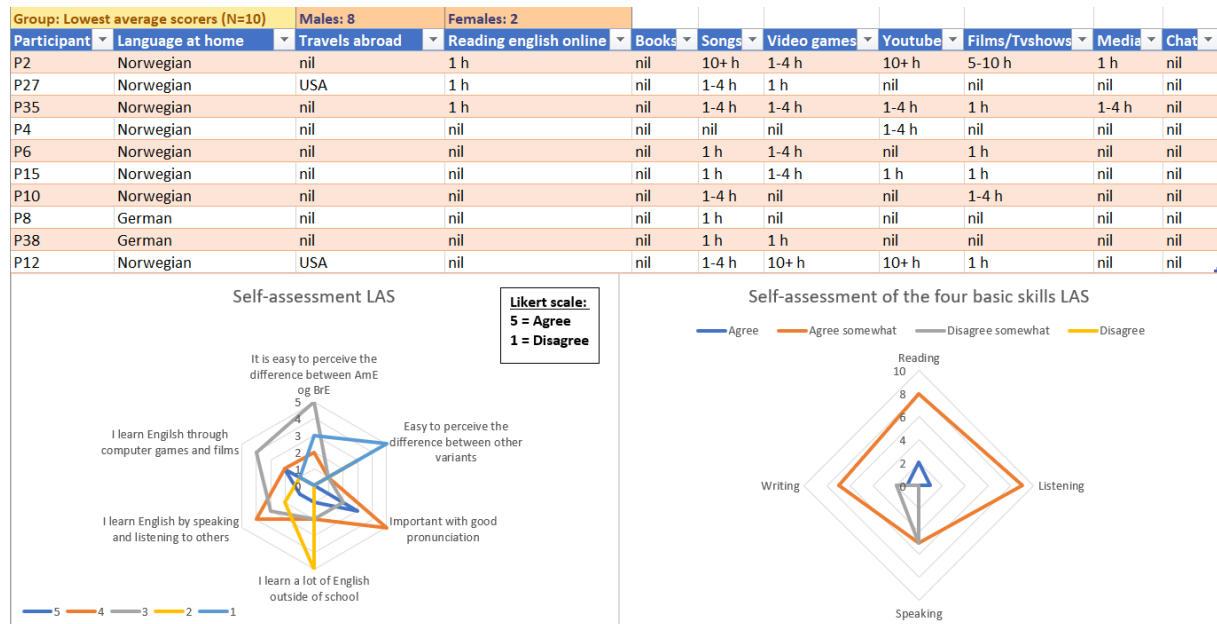 Group: Lowest average scorers (N=10) Males: 8 Females: 2
Participant Language at home Travels abroad Reading english online Books Songs Video games Youtube Films/Tvshows Media Chat
P2 Norwegian nil 1 h nil 10+ h 1-4 h 10+ h 5-10 h 1 h nil
P27 Norwegian USA 1 h nil 1-4 h 1 h nil nil nil nil
P35 Norwegian nil 1 h nil 1-4 h 1-4 h 1-4 h 1 h 1-4 h nil
P4 Norwegian nil nil nil nil nil 1-4 h nil nil nil
P6 Norwegian nil nil nil 1 h 1-4 h nil 1 h nil nil
P15 Norwegian nil nil nil 1 h 1-4 h 1 h 1 h nil nil
P10 Norwegian nil nil nil 1-4 h nil nil 1-4 h nil nil
P8 German nil nil nil 1 h nil nil nil nil nil
P38 German nil nil nil 1 h 1 h nil nil nil nil
P12 Norwegian USA nil nil 1-4 h 10+ h 10+ h 1 h nil nil
Self-assessment LAS
Likert scale:
5 = Agree
1 = Disagree
It is easy to perceive the
difference between AmE
og BrE
5
4
3
2
1
0
Easy to perceive the
difference between other
variants
Important with good
pronunciation
I learn a lot of English
outside of school
I learn English by speaking
and listening to others
I learn Engilsh through
computer games and films
5 4 3 2 1
Self-assessment of the four basic skills LAS
Agree Agree somewhat Disagree somewhat Disagree
Reading
10
8
6
4
2
0
Writing
Listening
Speaking